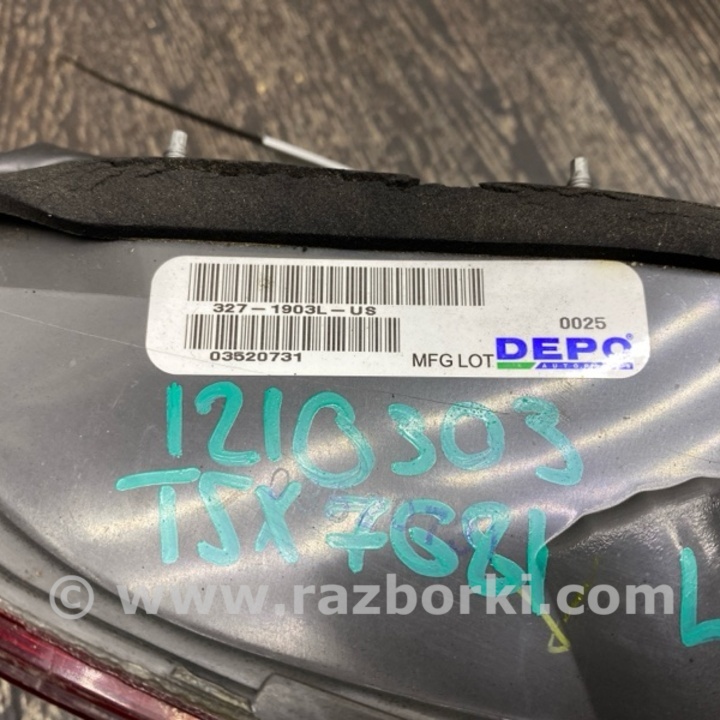 327-1903L-US
0025
03520731
MFG LOT DEPO
1210303
TSX 7681
L
© www.razborki.com